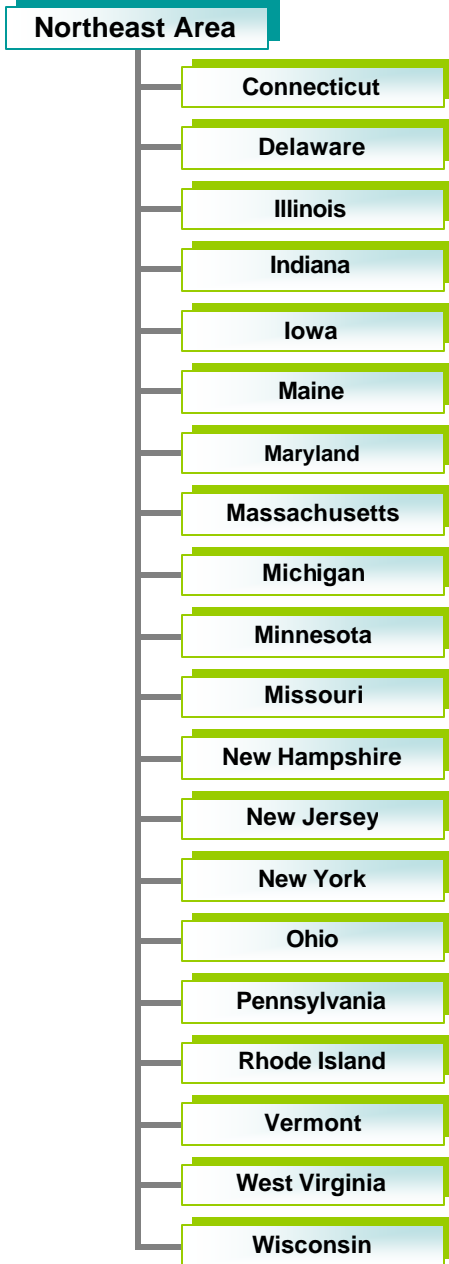 Northeast Area
Connecticut
Delaware
Illinois
Indiana
Iowa
Maine
Maryland
Massachusetts
Michigan
Minnesota
Missouri
New Hampshire
New Jersey
New York
Ohio
Pennsylvania
Rhode Island
Vermont
West Virginia
Wisconsin